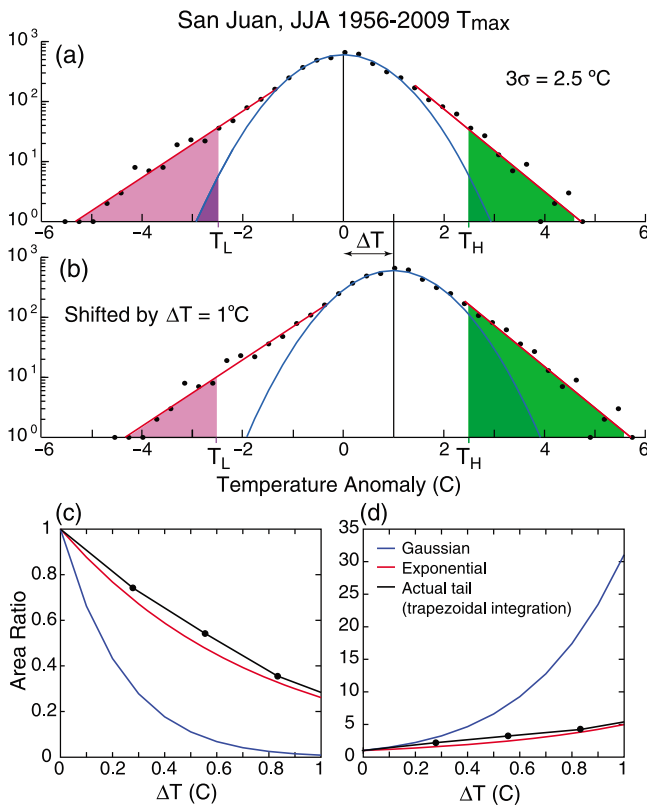 San Juan, JJA 1956-2009 Tmax
(a)
3σ = 2.5 ºC
10³
10²
10¹
10⁰
−6 −4 −2 0 2 4 6
T_L T_H
ΔT
(b)
Shifted by ΔT = 1°C
10³
10²
10¹
10⁰
−6 −4 −2 0 2 4 6
T_L T_H
Temperature Anomaly (C)
(c)
Area Ratio
1
0.8
0.6
0.4
0.2
0
0 0.2 0.4 0.6 0.8 1
ΔT (C)
(d)
35
30
25
20
15
10
5
0
Gaussian
Exponential
Actual tail
(trapezoidal integration)
0 0.2 0.4 0.6 0.8 1
ΔT (C)